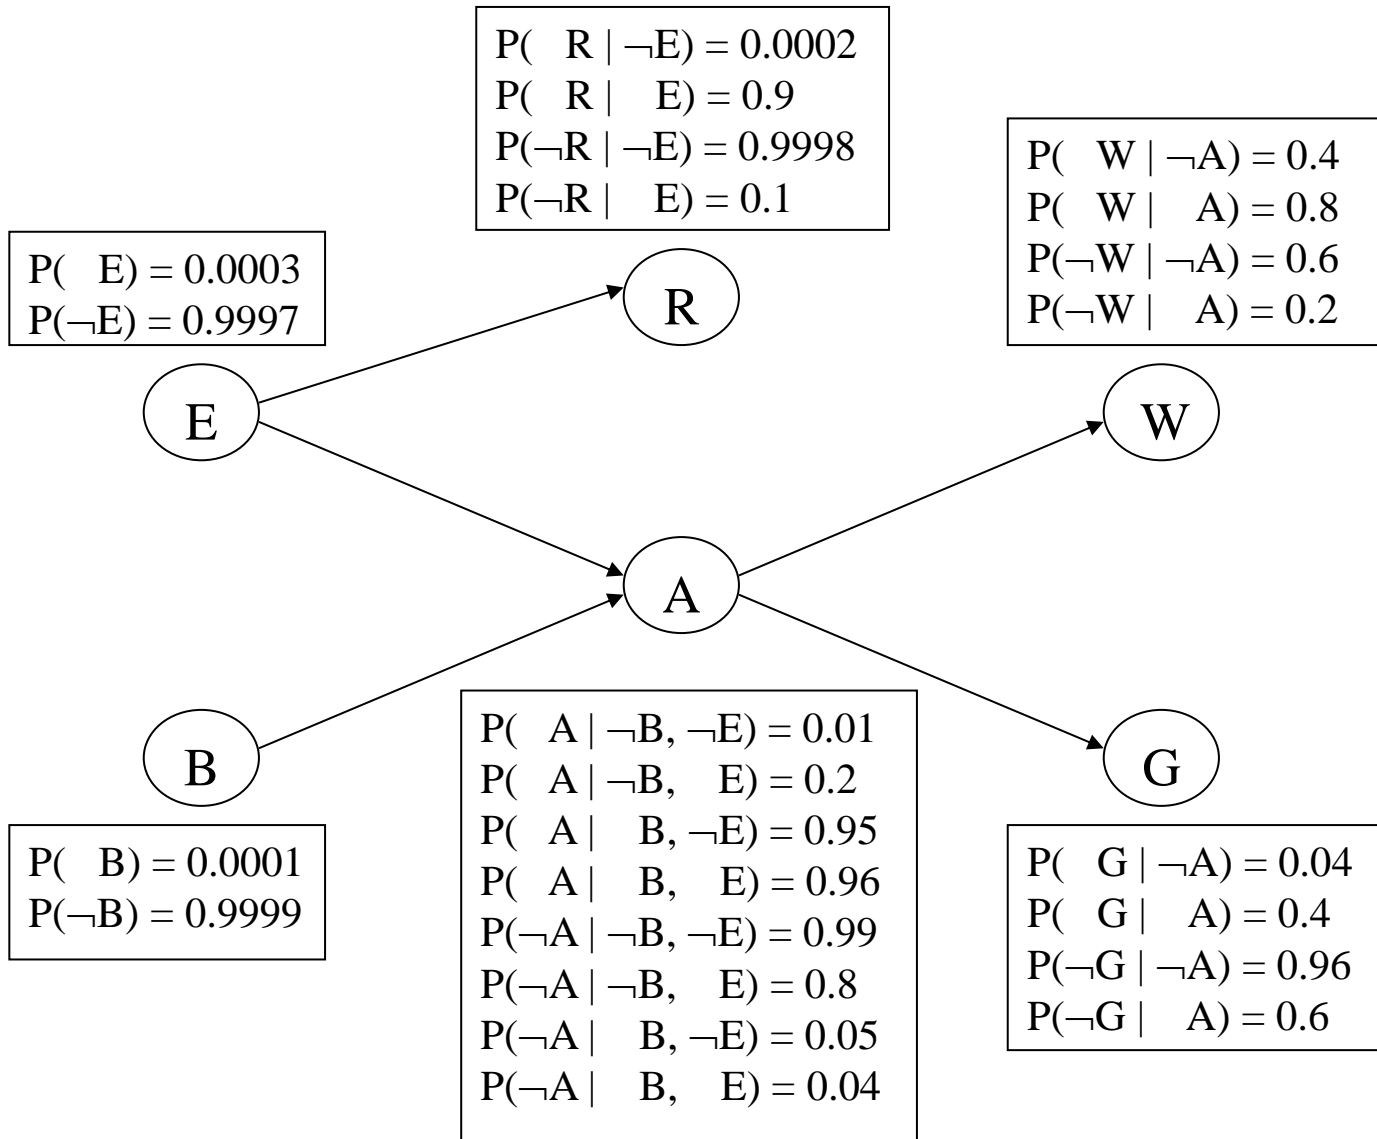 P( R | ¬E) = 0.0002
P( R | E) = 0.9
P(¬R | ¬E) = 0.9998
P(¬R | E) = 0.1
P( W | ¬A) = 0.4
P( W | A) = 0.8
P(¬W | ¬A) = 0.6
P(¬W | A) = 0.2
P( E) = 0.0003
P(¬E) = 0.9997
R
E
W
A
B
G
P( B) = 0.0001
P(¬B) = 0.9999
P( A | ¬B, ¬E) = 0.01
P( A | ¬B, E) = 0.2
P( A | B, ¬E) = 0.95
P( A | B, E) = 0.96
P(¬A | ¬B, ¬E) = 0.99
P(¬A | ¬B, E) = 0.8
P(¬A | B, ¬E) = 0.05
P(¬A | B, E) = 0.04
P( G | ¬A) = 0.04
P( G | A) = 0.4
P(¬G | ¬A) = 0.96
P(¬G | A) = 0.6